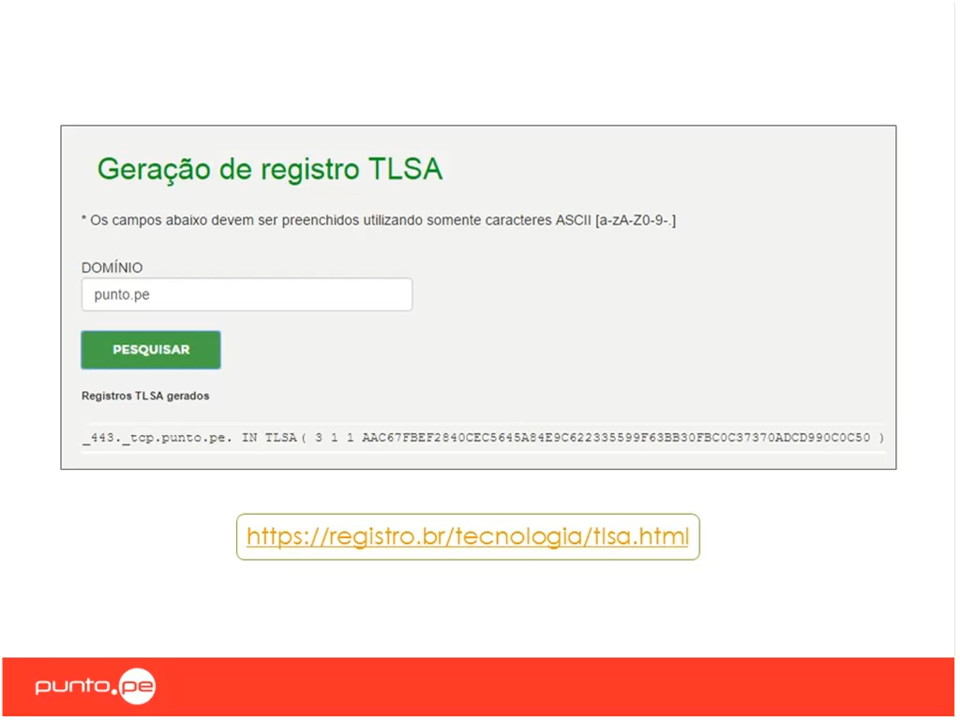 Geração de registro TLSA
* Os campos abaixo devem ser preenchidos utilizando somente caracteres ASCII [a-zA-Z0-9-.]
DOMÍNIO
punto.pe
PESQUISAR
Registros TLSA gerados
_443._tcp.punto.pe. IN TLSA ( 3 1 1 AAC67FBEF2840CEC5645A84E9C622335599F63BB30FBC0C37370ADCD990C0C50 )
https://registro.br/tecnologia/tlsa.html
punto.pe